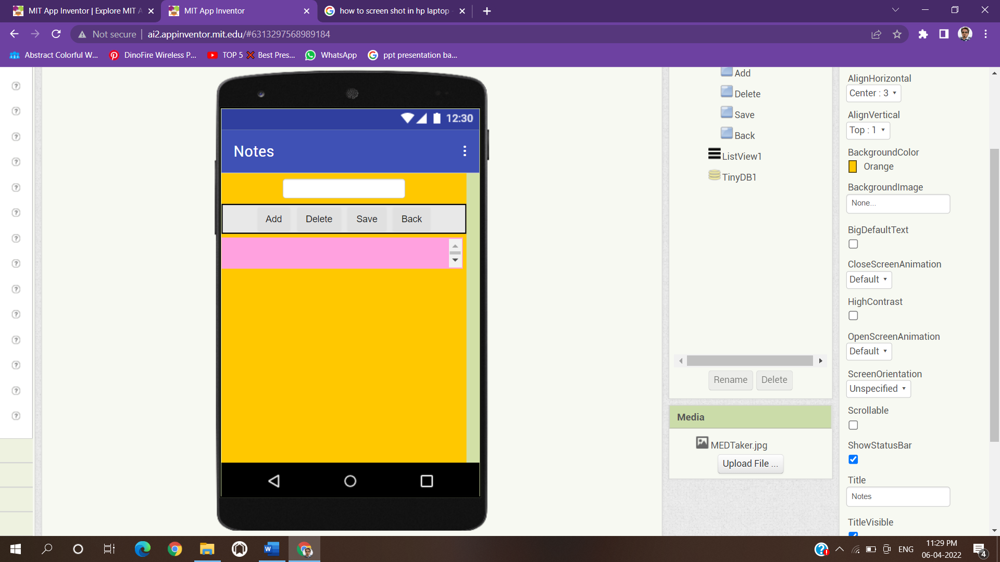 MIT App Inventor | Explore MIT A
MIT App Inventor
how to screen shot in hp laptop -
Not secure
ai2.appinventor.mit.edu/#6313297568989184
Abstract Colorful W...
DinoFire Wireless P...
TOP 5 ❌ Best Pres...
WhatsApp
ppt presentation ba...
12:30
Notes
Add
Delete
Save
Back
Add
Delete
Save
Back
ListView1
TinyDB1
Rename
Delete
Media
MEDTaker.jpg
Upload File ...
AlignHorizontal
Center : 3
AlignVertical
Top : 1
BackgroundColor
Orange
BackgroundImage
None...
BigDefaultText
CloseScreenAnimation
Default
HighContrast
OpenScreenAnimation
Default
ScreenOrientation
Unspecified
Scrollable
ShowStatusBar
Title
Notes
TitleVisible
ENG
11:29 PM
06-04-2022
4